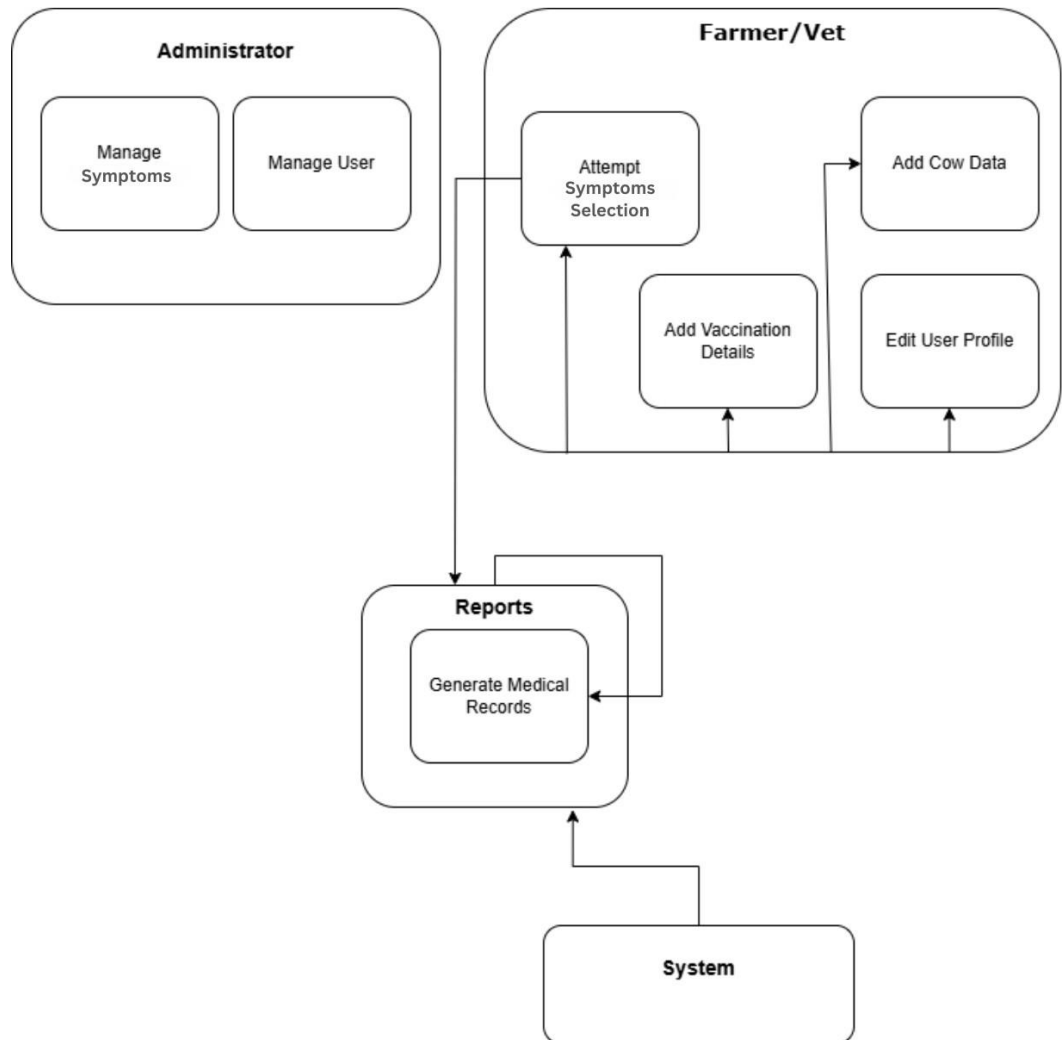 Administrator
Manage
Symptoms
Manage User
Farmer/Vet
Attempt
Symptoms
Selection
Add Cow Data
Add Vaccination
Details
Edit User Profile
Reports
Generate Medical
Records
System